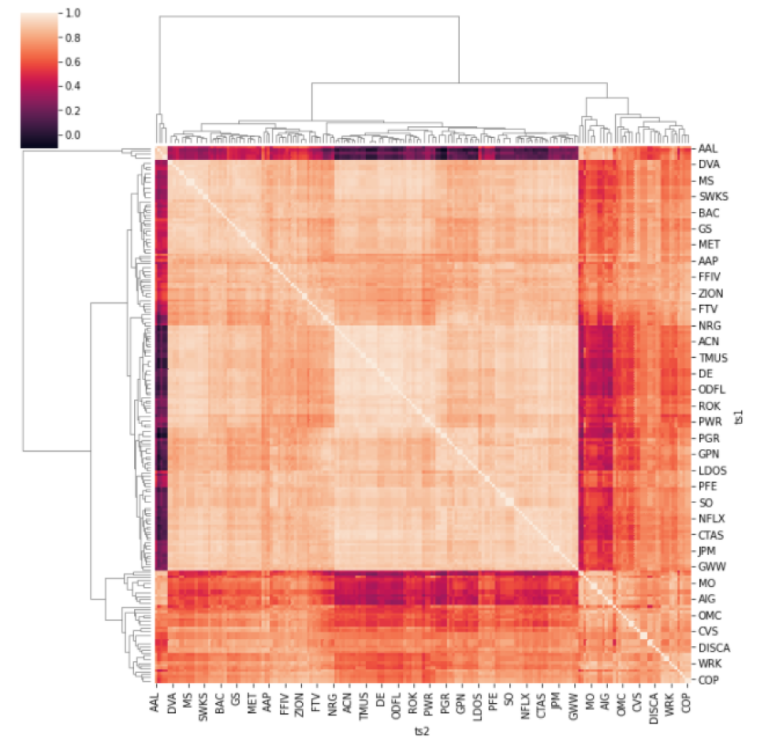 1.0
0.8
0.6
0.4
0.2
0.0
AAL
DVA
MS
SWKS
BAC
GS
MET
AAP
FFIV
ZION
FTV
NRG
ACN
TMUS
DE
ODFL
ROK
PWR
PGR
GPN
LDOS
PFE
SO
NFLX
CTAS
JPM
GWW
MO
AIG
OMC
CVS
DISCA
WRK
COP
ts1
AAL
DVA
MS
SWKS
BAC
GS
MET
AAP
FFIV
ZION
FTV
NRG
ACN
TMUS
DE
ODFL
ROK
PWR
PGR
GPN
LDOS
PFE
SO
NFLX
CTAS
JPM
GWW
MO
AIG
OMC
CVS
DISCA
WRK
COP
ts2